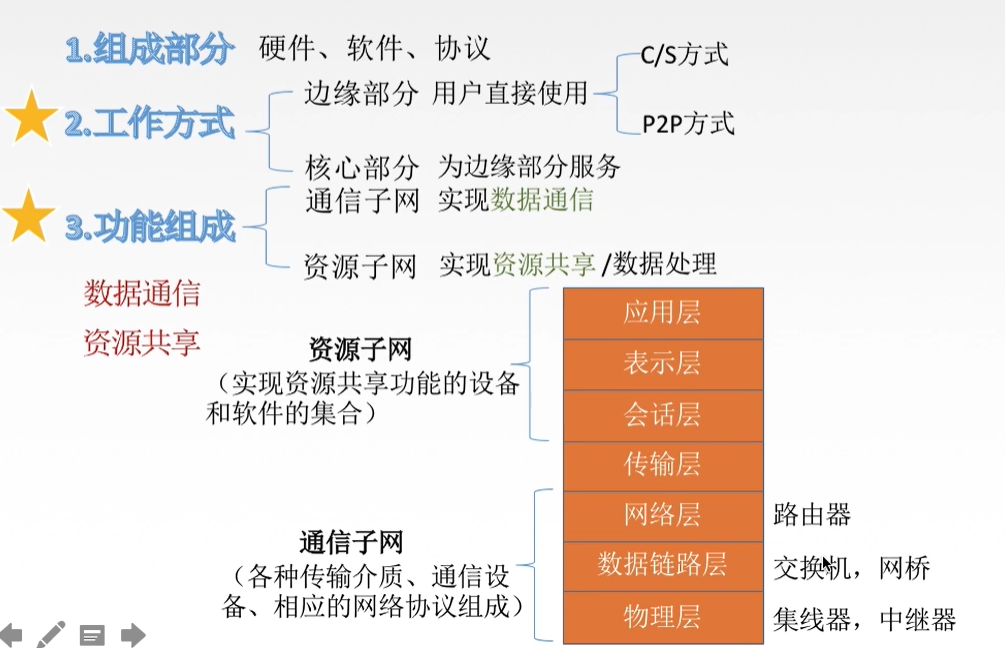 1.组成部分 硬件、软件、协议
C/S方式
边缘部分 用户直接使用
2.工作方式
P2P方式
核心部分 为边缘部分服务
通信子网 实现数据通信
3.功能组成
资源子网 实现资源共享/数据处理
数据通信
资源共享
资源子网
（实现资源共享功能的设备
和软件的集合）
应用层
表示层
会话层
传输层
网络层 路由器
通信子网
（各种传输介质、通信设
备、相应的网络协议组成）
数据链路层 交换机，网桥
物理层 集线器，中继器